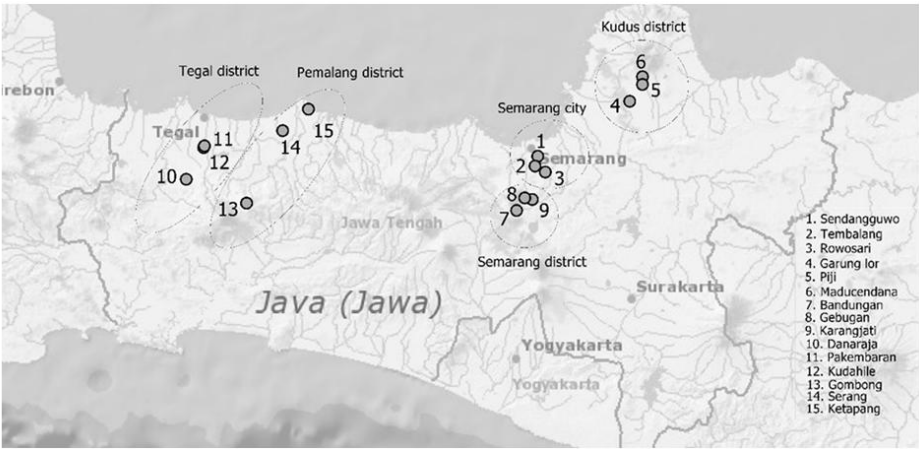 Kudus district
6
5
4
Tegal district
Pemalang district
irebon
Semarang city
Tegal
11
12
10
15
14
13
1
Semarang
2
3
8
9
7
Jawa Tengah
Semarang district
Java (Jawa)
Surakarta
Yogyakarta
Yogyakarta
1. Sendangguwo
2. Tembalang
3. Rowosari
4. Garung lor
5. Piji
6. Maducendana
7. Bandungan
8. Gebugan
9. Karangjati
10. Danaraja
11. Pakembaran
12. Kudahile
13. Gombong
14. Serang
15. Ketapang